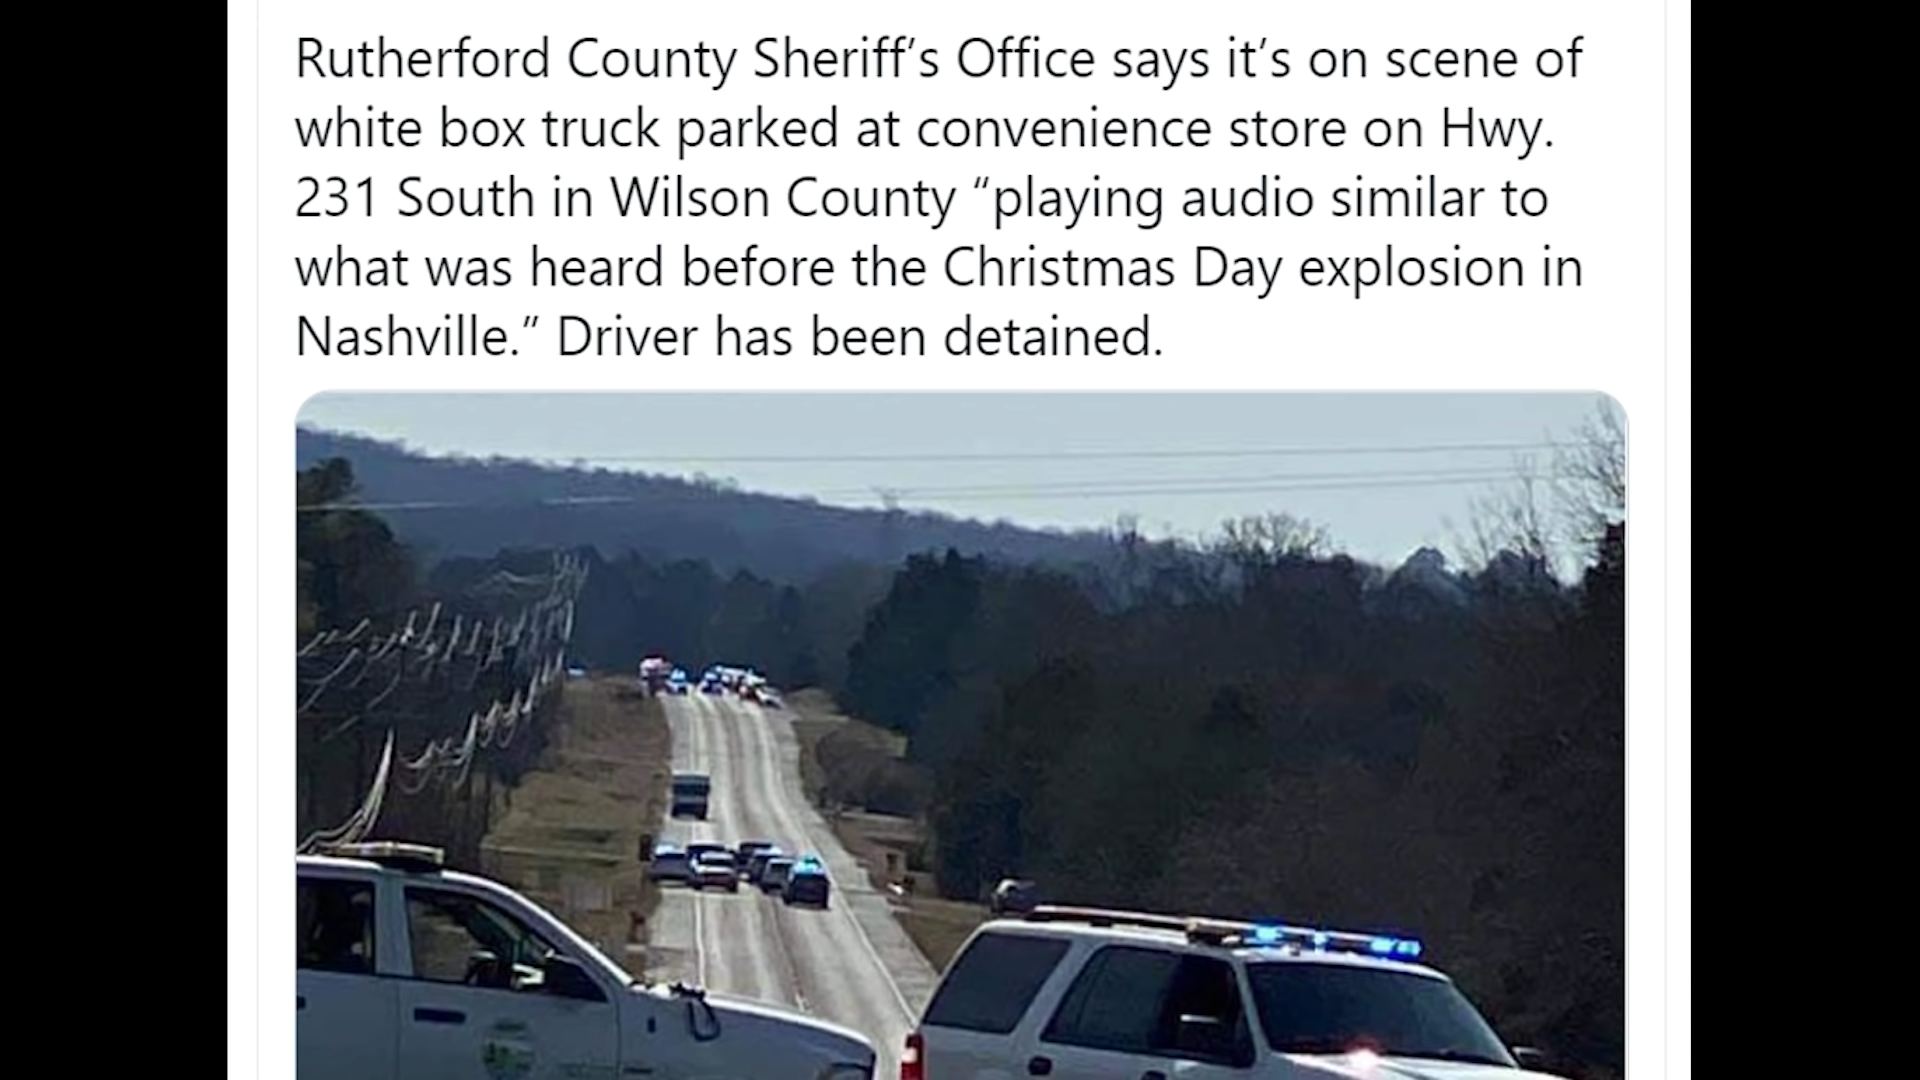 Rutherford County Sheriff’s Office says it’s on scene of
white box truck parked at convenience store on Hwy.
231 South in Wilson County “playing audio similar to
what was heard before the Christmas Day explosion in
Nashville.” Driver has been detained.